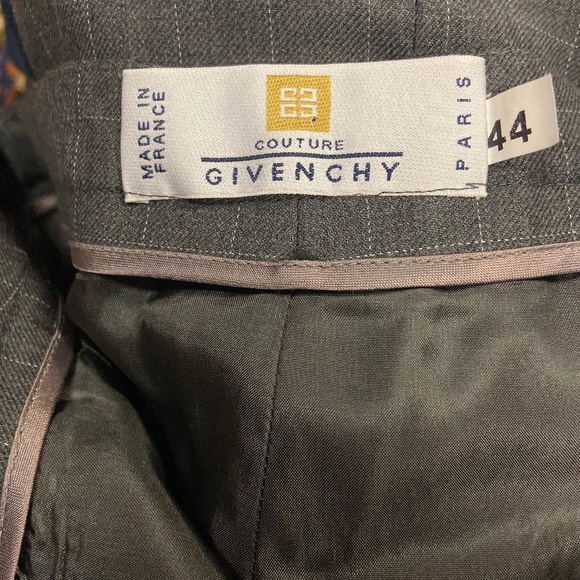 MADE IN
FRANCE
COUTURE
GIVENCHY
PARIS
44